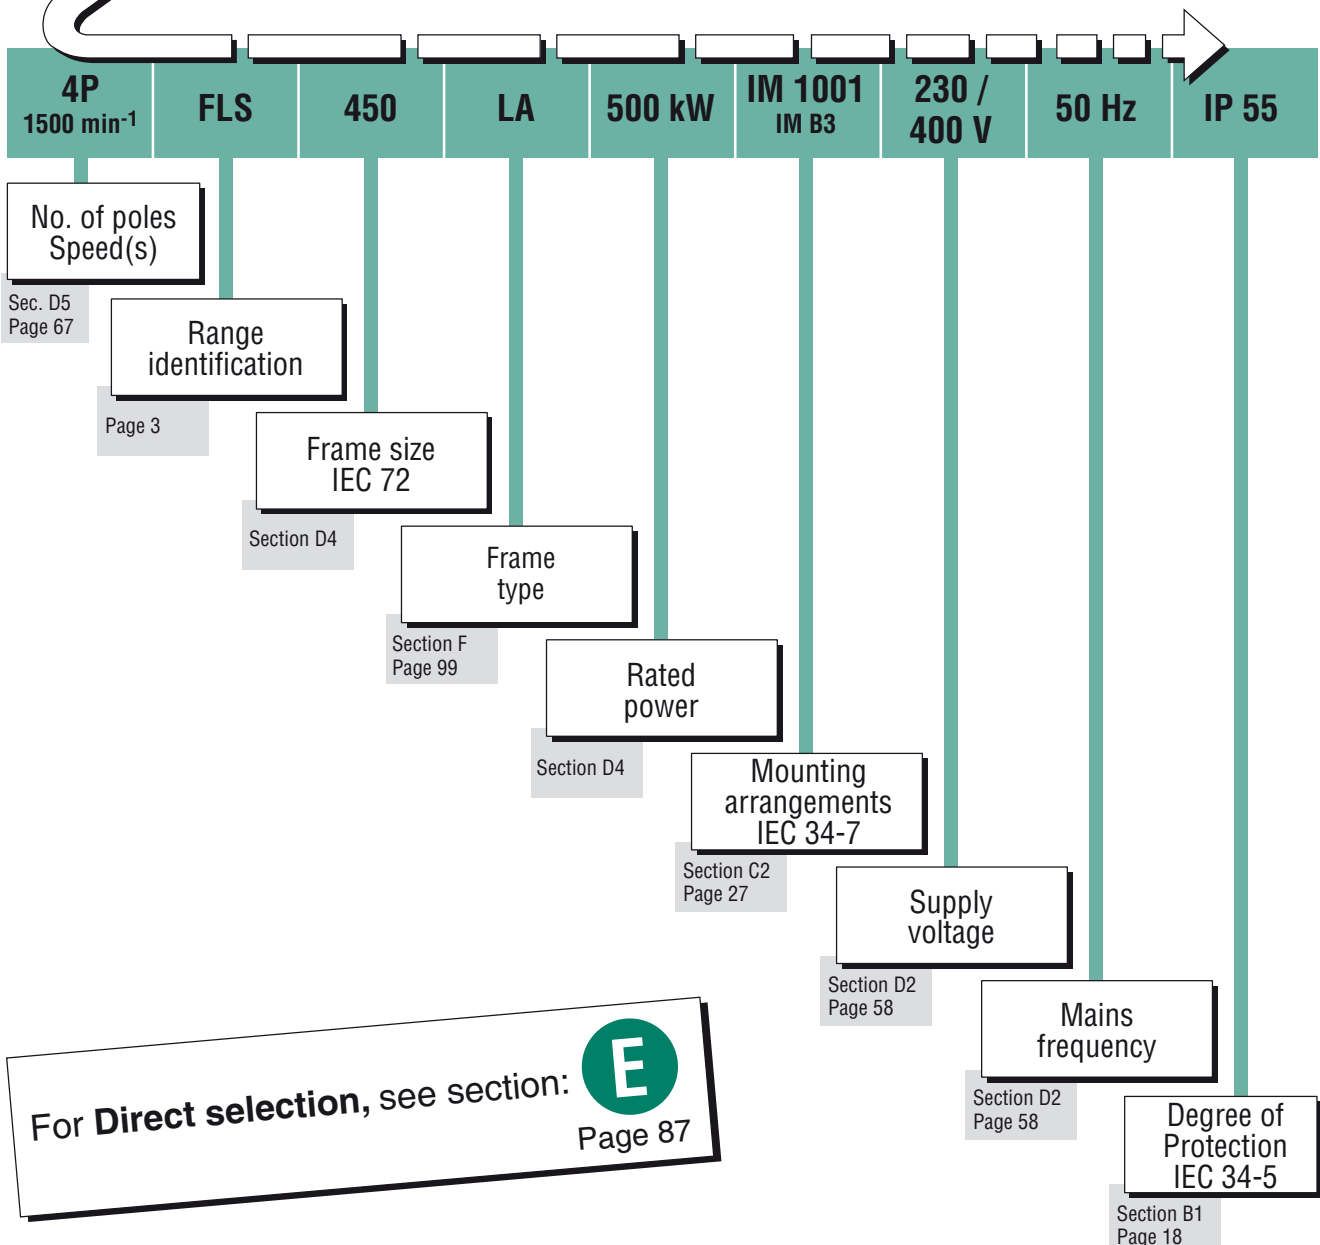 4P
1500 min-1
FLS
450
LA
500 kW
IM 1001
IM B3
230 /
400 V
50 Hz
IP 55
No. of poles
Speed(s)
Sec. D5
Page 67
Range
identification
Page 3
Frame size
IEC 72
Section D4
Frame
type
Section F
Page 99
Rated
power
Section D4
Mounting
arrangements
IEC 34-7
Section C2
Page 27
Supply
voltage
Section D2
Page 58
Mains
frequency
Section D2
Page 58
Degree of
Protection
IEC 34-5
Section B1
Page 18
For Direct selection, see section: E
Page 87